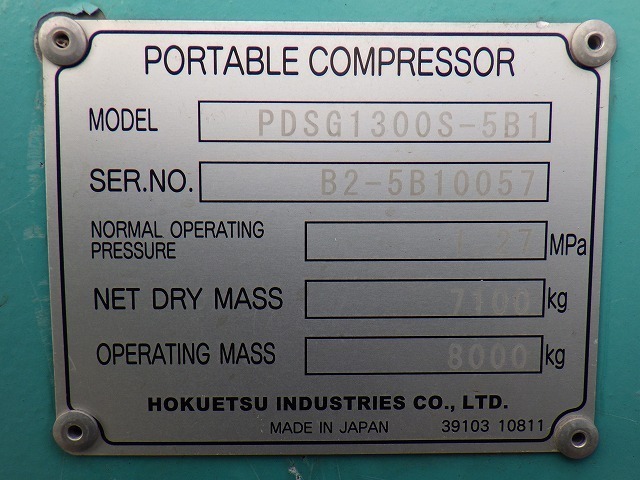 PORTABLE COMPRESSOR
MODEL PDSG1300S-5B1
SER.NO. B2-5B10057
NORMAL OPERATING
PRESSURE 1.27 MPa
NET DRY MASS 7100 kg
OPERATING MASS 8000 kg
HOKUETSU INDUSTRIES CO., LTD.
MADE IN JAPAN 39103 10811